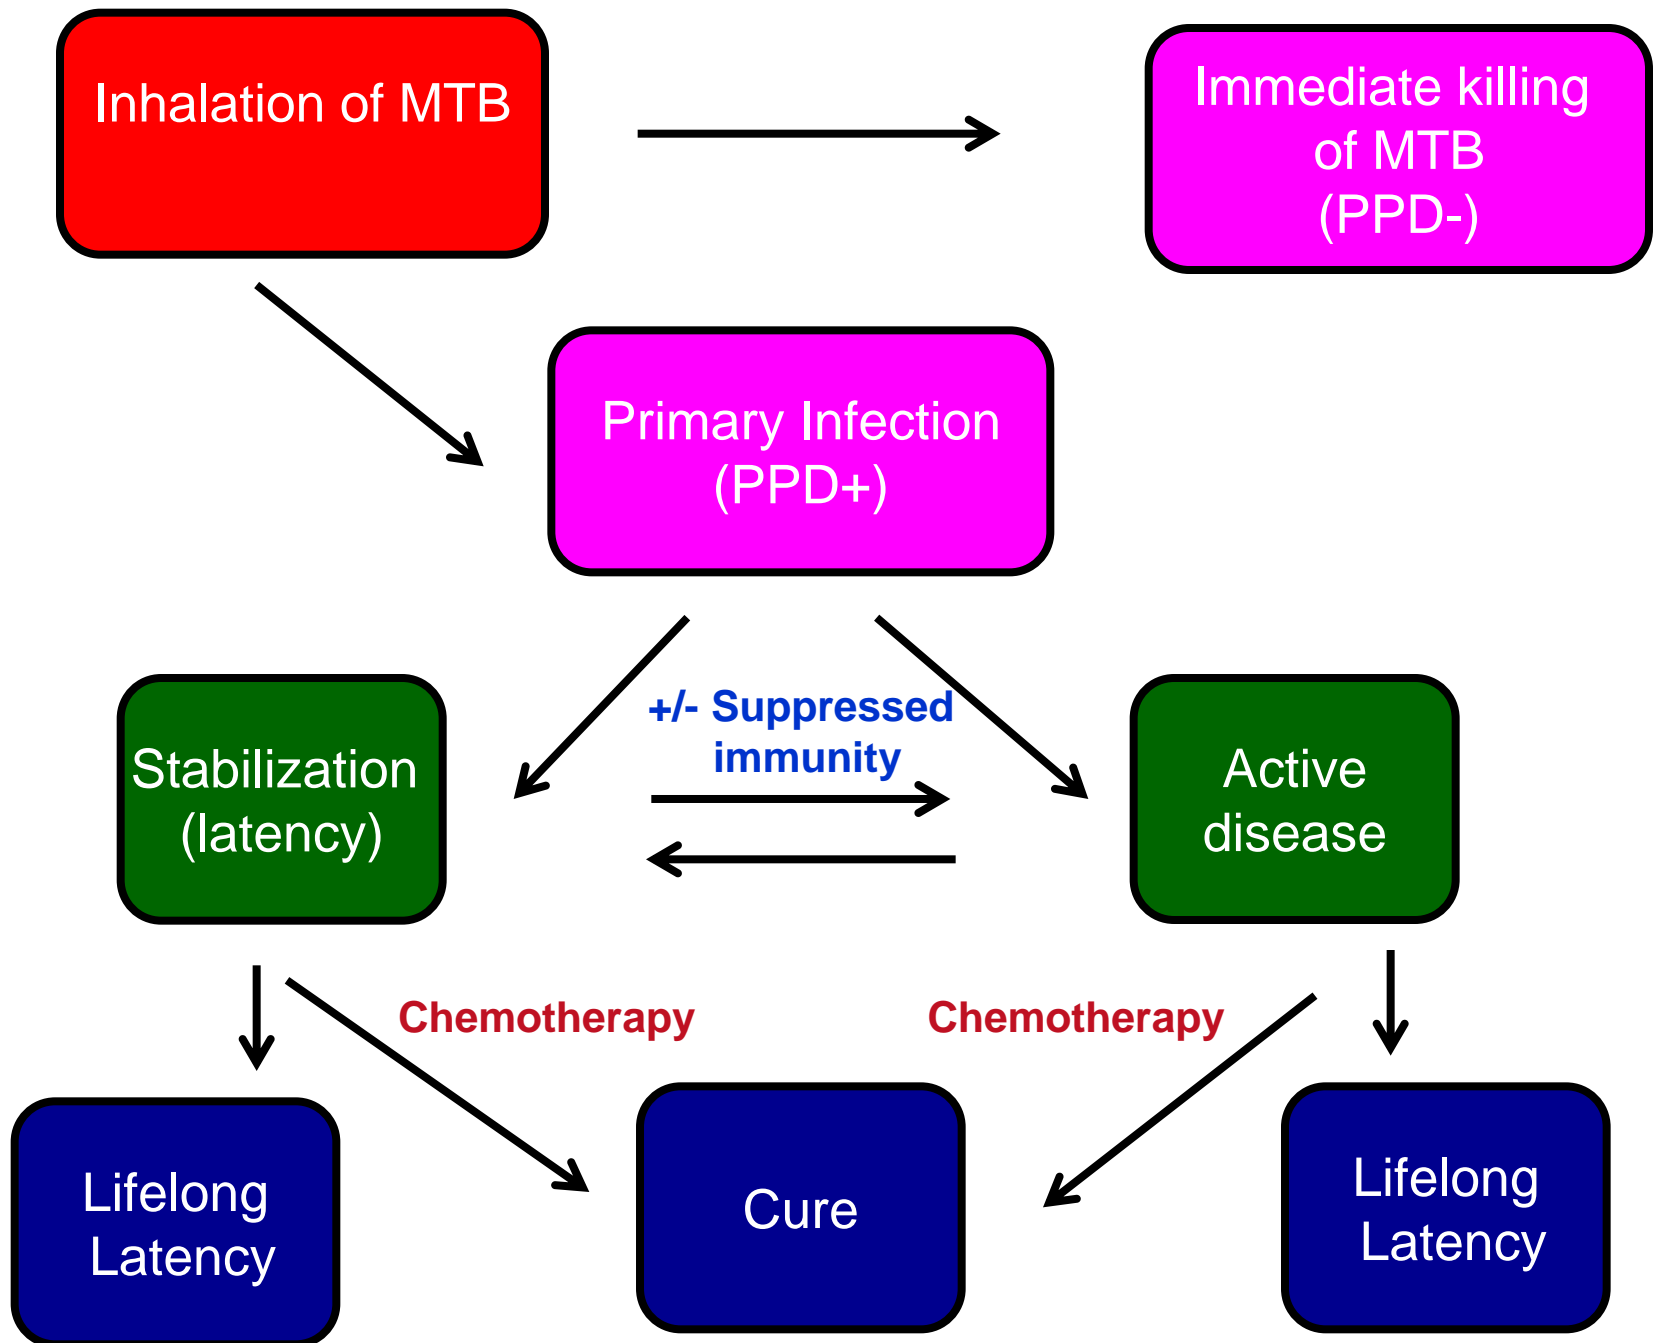 Inhalation of MTB
Immediate killing
of MTB
(PPD-)
Primary Infection
(PPD+)
+/- Suppressed
immunity
Stabilization
(latency)
Active
disease
Chemotherapy
Chemotherapy
Lifelong
Latency
Cure
Lifelong
Latency